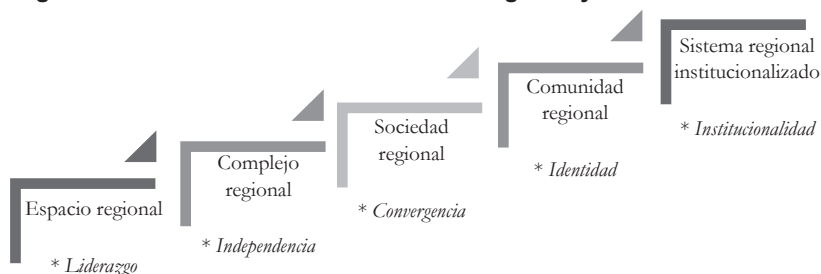 Espacio regional
* Liderazgo
Complejo
regional
* Independencia
Sociedad
regional
* Convergencia
Comunidad
regional
* Identidad
Sistema regional
institucionalizado
* Institucionalidad